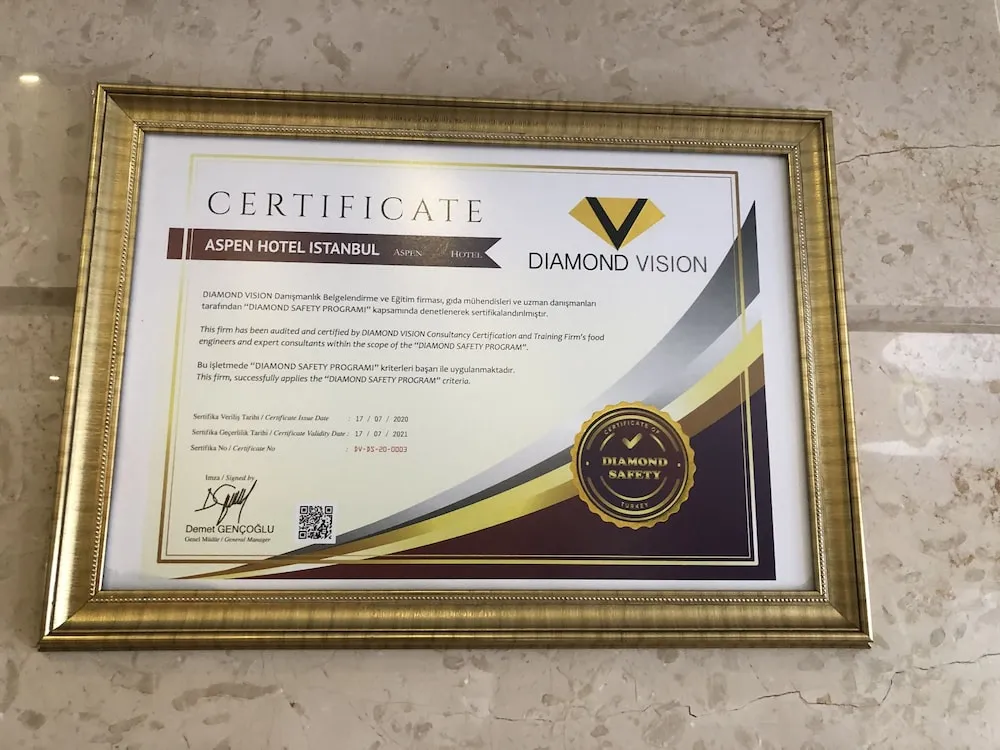 CERTIFICATE
ASPEN HOTEL ISTANBUL ASPEN HOTEL
DIAMOND VISION
DIAMOND VISION Danışmanlık Belgelendirme ve Eğitim firması, gıda mühendisleri ve uzman danışmanları
tarafından "DIAMOND SAFETY PROGRAMI" kapsamında denetlenerek sertifikalandırılmıştır.
This firm has been audited and certified by DIAMOND VISION Consultancy Certification and Training Firm's food
engineers and expert consultants within the scope of the "DIAMOND SAFETY PROGRAM".
Bu işletmede "DIAMOND SAFETY PROGRAMI" kriterleri başarı ile uygulanmaktadır.
This firm, successfully applies the "DIAMOND SAFETY PROGRAM" criteria.
Sertifika Veriliş Tarihi / Certificate Issue Date : 17 / 07 / 2020
Sertifika Geçerlilik Tarihi / Certificate Validity Date : 17 / 07 / 2021
Sertifika No / Certificate No : DV-DS-20-0003
CERTIFICATE OF
DIAMOND
SAFETY
TURKEY
İmza / Signed by
Demet GENÇOĞLU
Genel Müdür / General Manager